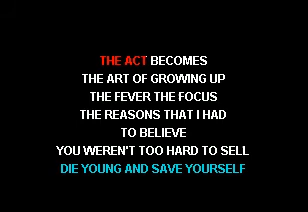 THE ACT BECOMES
THE ART OF GROWING UP
THE FEVER THE FOCUS
THE REASONS THAT I HAD
TO BELIEVE
YOU WEREN'T TOO HARD TO SELL
DIE YOUNG AND SAVE YOURSELF